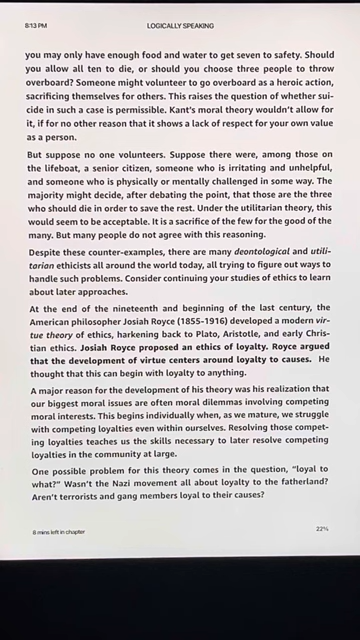 8:13 PM
LOGICALLY SPEAKING
you may only have enough food and water to get seven to safety. Should
you allow all ten to die, or should you choose three people to throw
overboard? Someone might volunteer to go overboard as a heroic action,
sacrificing themselves for others. This raises the question of whether sui-
cide in such a case is permissible. Kant's moral theory wouldn't allow for
it, if for no other reason that it shows a lack of respect for your own value
as a person.
But suppose no one volunteers. Suppose there were, among those on
the lifeboat, a senior citizen, someone who is irritating and unhelpful,
and someone who is physically or mentally challenged in some way. The
majority might decide, after debating the point, that those are the three
who should die in order to save the rest. Under the utilitarian theory, this
would seem to be acceptable. It is a sacrifice of the few for the good of the
many. But many people do not agree with this reasoning.
Despite these counter-examples, there are many deontological and utili-
tarian ethicists all around the world today, all trying to figure out ways to
handle such problems. Consider continuing your studies of ethics to learn
about later approaches.
At the end of the nineteenth and beginning of the last century, the
American philosopher Josiah Royce (1855-1916) developed a modern vir-
tue theory of ethics, harkening back to Plato, Aristotle, and early Chris-
tian ethics. Josiah Royce proposed an ethics of loyalty. Royce argued
that the development of virtue centers around loyalty to causes. He
thought that this can begin with loyalty to anything.
A major reason for the development of his theory was his realization that
our biggest moral issues are often moral dilemmas involving competing
moral interests. This begins individually when, as we mature, we struggle
with competing loyalties even within ourselves. Resolving those compet-
ing loyalties teaches us the skills necessary to later resolve competing
loyalties in the community at large.
One possible problem for this theory comes in the question, "loyal to
what?" Wasn't the Nazi movement all about loyalty to the fatherland?
Aren't terrorists and gang members loyal to their causes?
8 mins left in chapter
22%